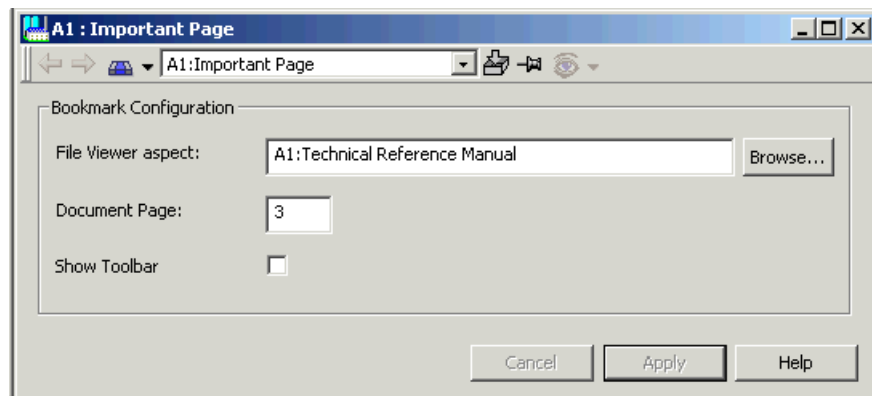 A1 : Important Page
A1:Important Page
Bookmark Configuration
File Viewer aspect:
A1:Technical Reference Manual
Browse...
Document Page:
3
Show Toolbar
Cancel
Apply
Help